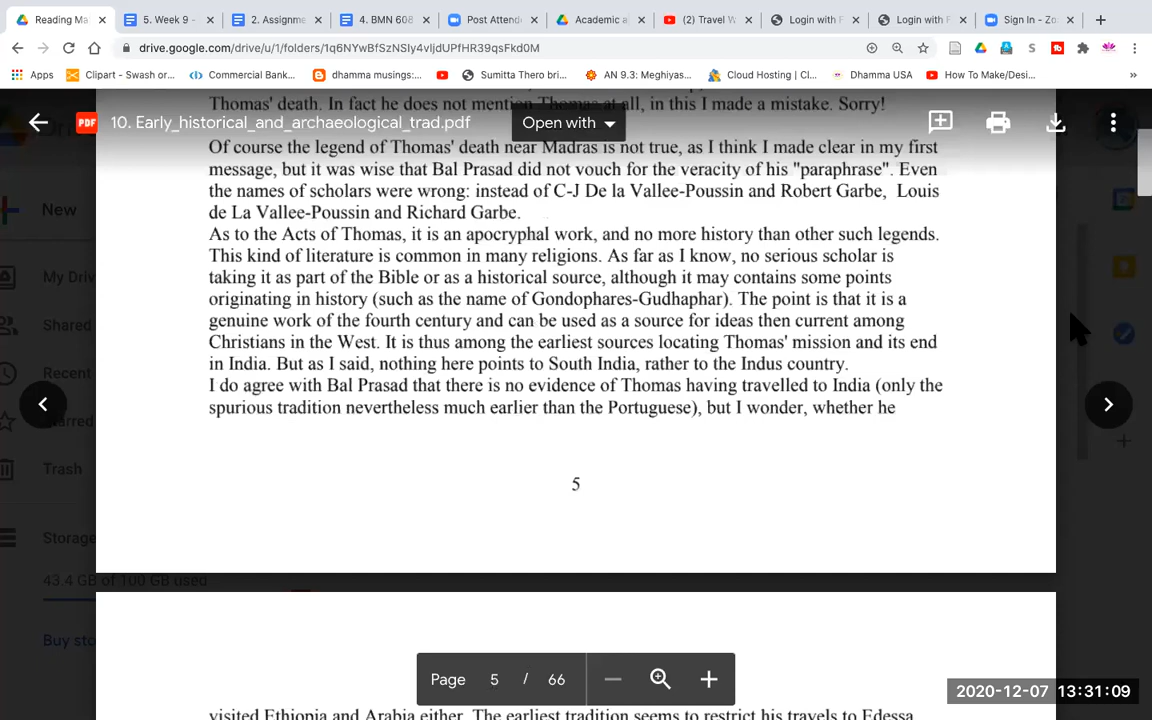 Reading Ma
5. Week 9 -
2. Assignme
4. BMN 608
Post Attend
Academic a
(2) Travel W
Login with F
Login with F
Sign In - Zo
drive.google.com/drive/u/1/folders/1q6NYwBfSzNSIy4vIjdUPfHR39qsFkd0M
Apps
Clipart - Swash or...
Commercial Bank...
dhamma musings:...
Sumitta Thero bri...
AN 9.3: Meghiyas...
Cloud Hosting | Cl...
Dhamma USA
How To Make/Desi...
»
Thomas' death. In fact he does not mention Thomas at all, in this I made a mistake. Sorry!
PDF 10. Early_historical_and_archaeological_trad.pdf
Open with
Of course the legend of Thomas' death near Madras is not true, as I think I made clear in my first
message, but it was wise that Bal Prasad did not vouch for the veracity of his "paraphrase". Even
the names of scholars were wrong: instead of C-J De la Vallee-Poussin and Robert Garbe, Louis
de La Vallee-Poussin and Richard Garbe.
As to the Acts of Thomas, it is an apocryphal work, and no more history than other such legends.
This kind of literature is common in many religions. As far as I know, no serious scholar is
taking it as part of the Bible or as a historical source, although it may contains some points
originating in history (such as the name of Gondophares-Gudhaphar). The point is that it is a
genuine work of the fourth century and can be used as a source for ideas then current among
Christians in the West. It is thus among the earliest sources locating Thomas' mission and its end
in India. But as I said, nothing here points to South India, rather to the Indus country.
I do agree with Bal Prasad that there is no evidence of Thomas having travelled to India (only the
spurious tradition nevertheless much earlier than the Portuguese), but I wonder, whether he
5
New
My Driv
Shared
Recent
Starred
Trash
Storage
43.4 GB of 100 GB used
Buy sto
Page 5 / 66
2020-12-07 13:31:09
visited Ethiopia and Arabia either. The earliest tradition seems to restrict his travels to Edessa